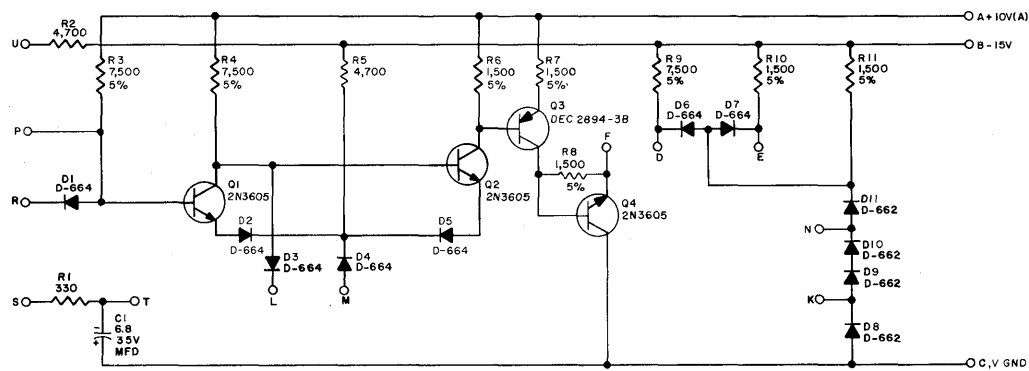 A+10V(A)
U
R2
4,700
B-15V
R3
7,500
5%
R4
7,500
5%
R5
4,700
R6
1,500
5%
R7
1,500
5%
R9
7,500
5%
R10
1,500
5%
R11
1,500
5%
Q3
DEC 2894-3B
D6
D-664
D7
D-664
P
F
D
E
R8
1,500
5%
D1
D-664
R
Q1
2N3605
Q2
2N3605
Q4
2N3605
D2
D-664
D5
D-664
D3
D-664
D4
D-664
L
M
D11
D-662
N
D10
D-662
D9
D-662
K
D8
D-662
R1
330
S
T
C1
6.8
35V
MFD
-
+
C,V GND